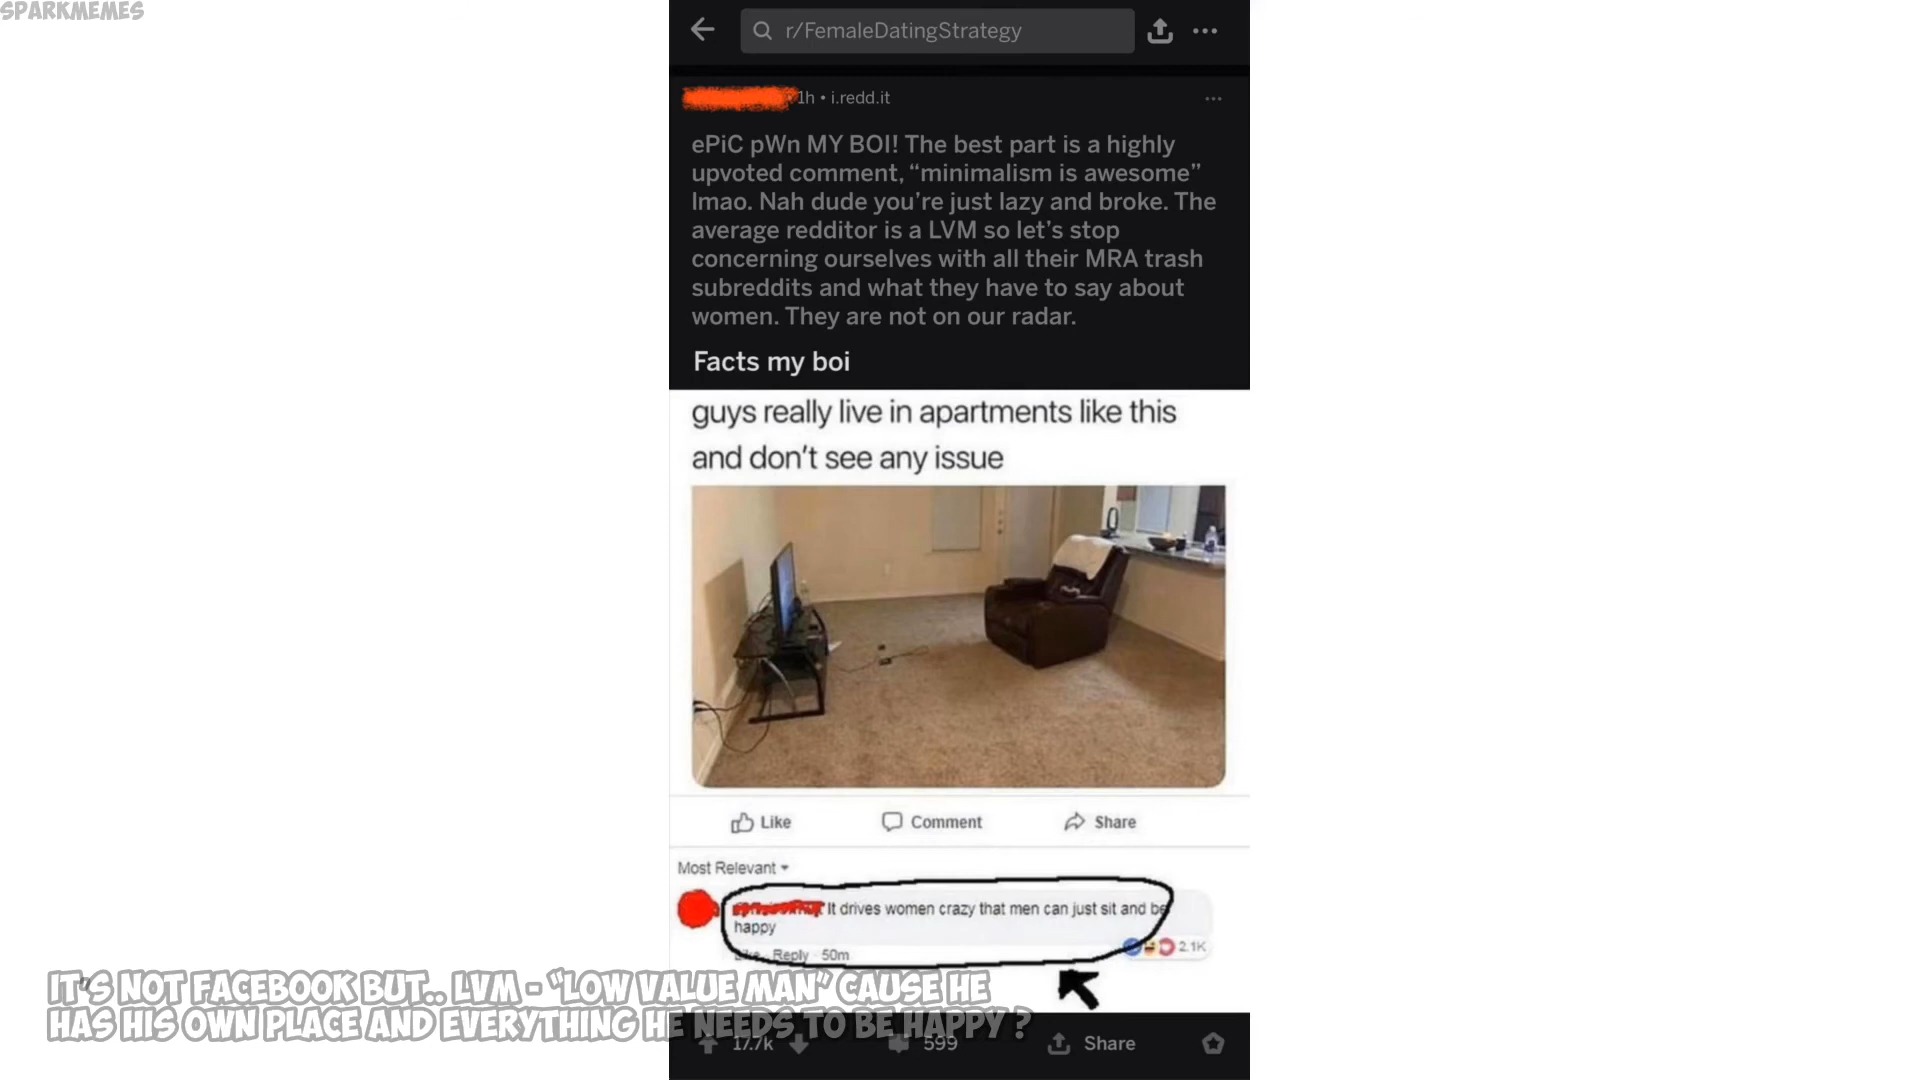 SPARKMEMES
r/FemaleDatingStrategy
1h • i.redd.it
ePiC pWn MY BOI! The best part is a highly
upvoted comment, “minimalism is awesome”
lmao. Nah dude you’re just lazy and broke. The
average redditor is a LVM so let’s stop
concerning ourselves with all their MRA trash
subreddits and what they have to say about
women. They are not on our radar.
Facts my boi
guys really live in apartments like this
and don't see any issue
Like Comment Share
Most Relevant
It drives women crazy that men can just sit and be
happy
Like Reply 50m 2.1K
IT'S NOT FACEBOOK BUT.. LVM - "LOW VALUE MAN" CAUSE HE
HAS HIS OWN PLACE AND EVERYTHING HE NEEDS TO BE HAPPY ?
17.7k 599 Share